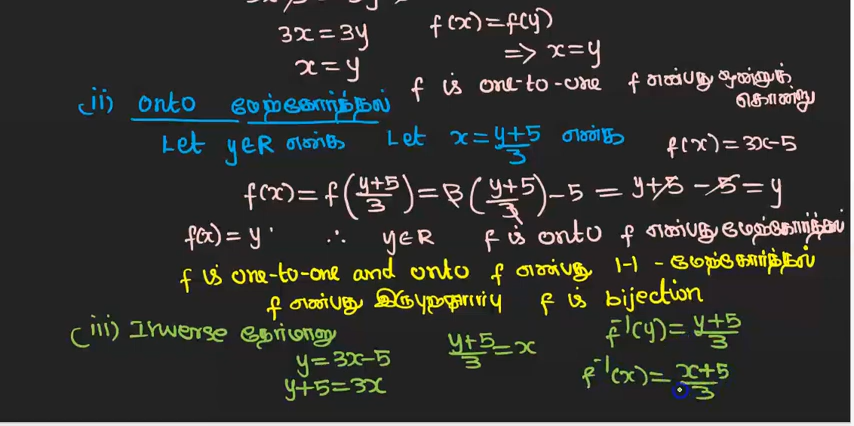 3x = 3y f(x) = f(y)
x = y => x = y
f is one-to-one f என்பது ஒன்றுக்கு கொன்று
(ii) onto மேற்கோர்த்தல்
Let y∈R என்க Let x = y+5/3 என்க f(x) = 3x-5
f(x) = f(y+5/3) = 3(y+5/3) - 5 = y+5 - 5 = y
f(x) = y ∴ y∈R f is onto f என்பது மேற்கோர்த்தல்
f is one-to-one and onto f என்பது 1-1 - மேற்கோர்த்தல்
f என்பது இருபுறசார்பு f is bijection
(iii) Inverse நேர்மாறு
y = 3x-5 y+5/3 = x f⁻¹(y) = y+5/3
y+5 = 3x f⁻¹(x) = x+5/3